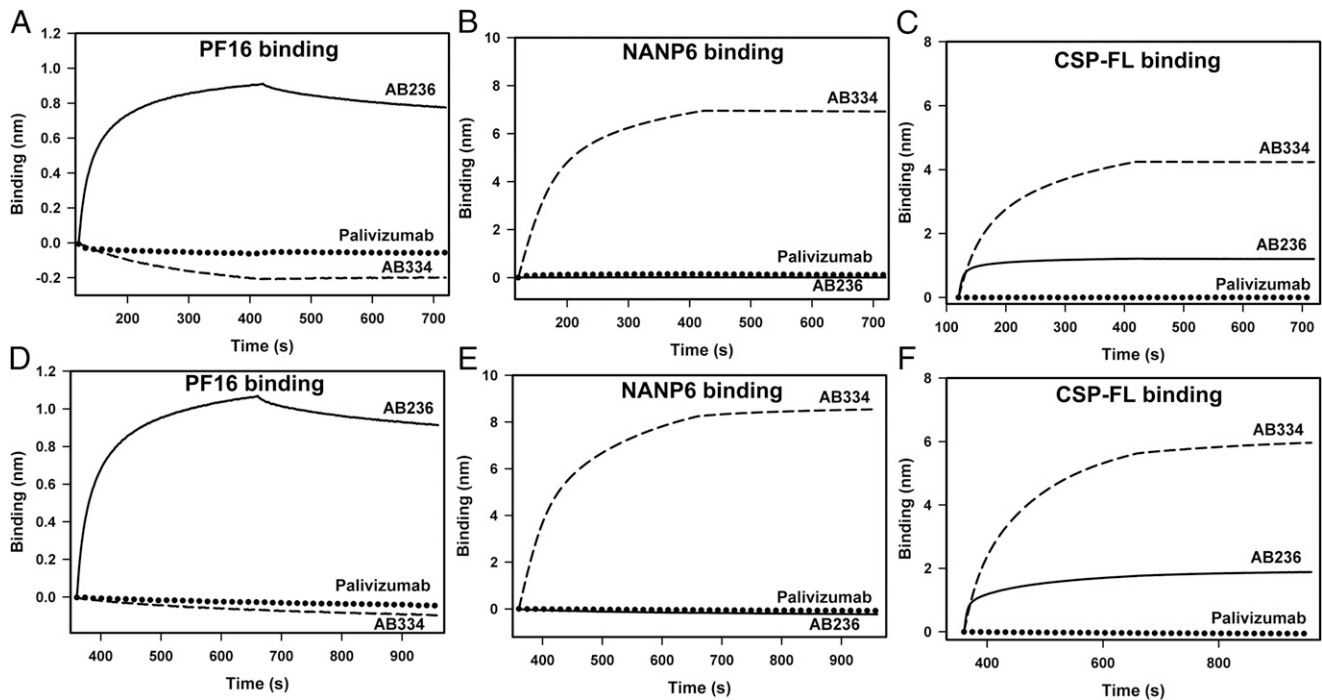 A
PF16 binding
1.2
1.0
0.8
0.6
0.4
0.2
0.0
-0.2
Binding (nm)
AB236
Palivizumab
AB334
200 300 400 500 600 700
Time (s)
B
NANP6 binding
10
8
6
4
2
0
Binding (nm)
AB334
Palivizumab
AB236
200 300 400 500 600 700
Time (s)
C
CSP-FL binding
8
6
4
2
0
Binding (nm)
AB334
AB236
Palivizumab
100 200 300 400 500 600 700
Time (s)
D
PF16 binding
1.2
1.0
0.8
0.6
0.4
0.2
0.0
Binding (nm)
AB236
Palivizumab
AB334
400 500 600 700 800 900
Time (s)
E
NANP6 binding
10
8
6
4
2
0
Binding (nm)
AB334
Palivizumab
AB236
400 500 600 700 800 900
Time (s)
F
CSP-FL binding
8
6
4
2
0
Binding (nm)
AB334
AB236
Palivizumab
400 600 800
Time (s)